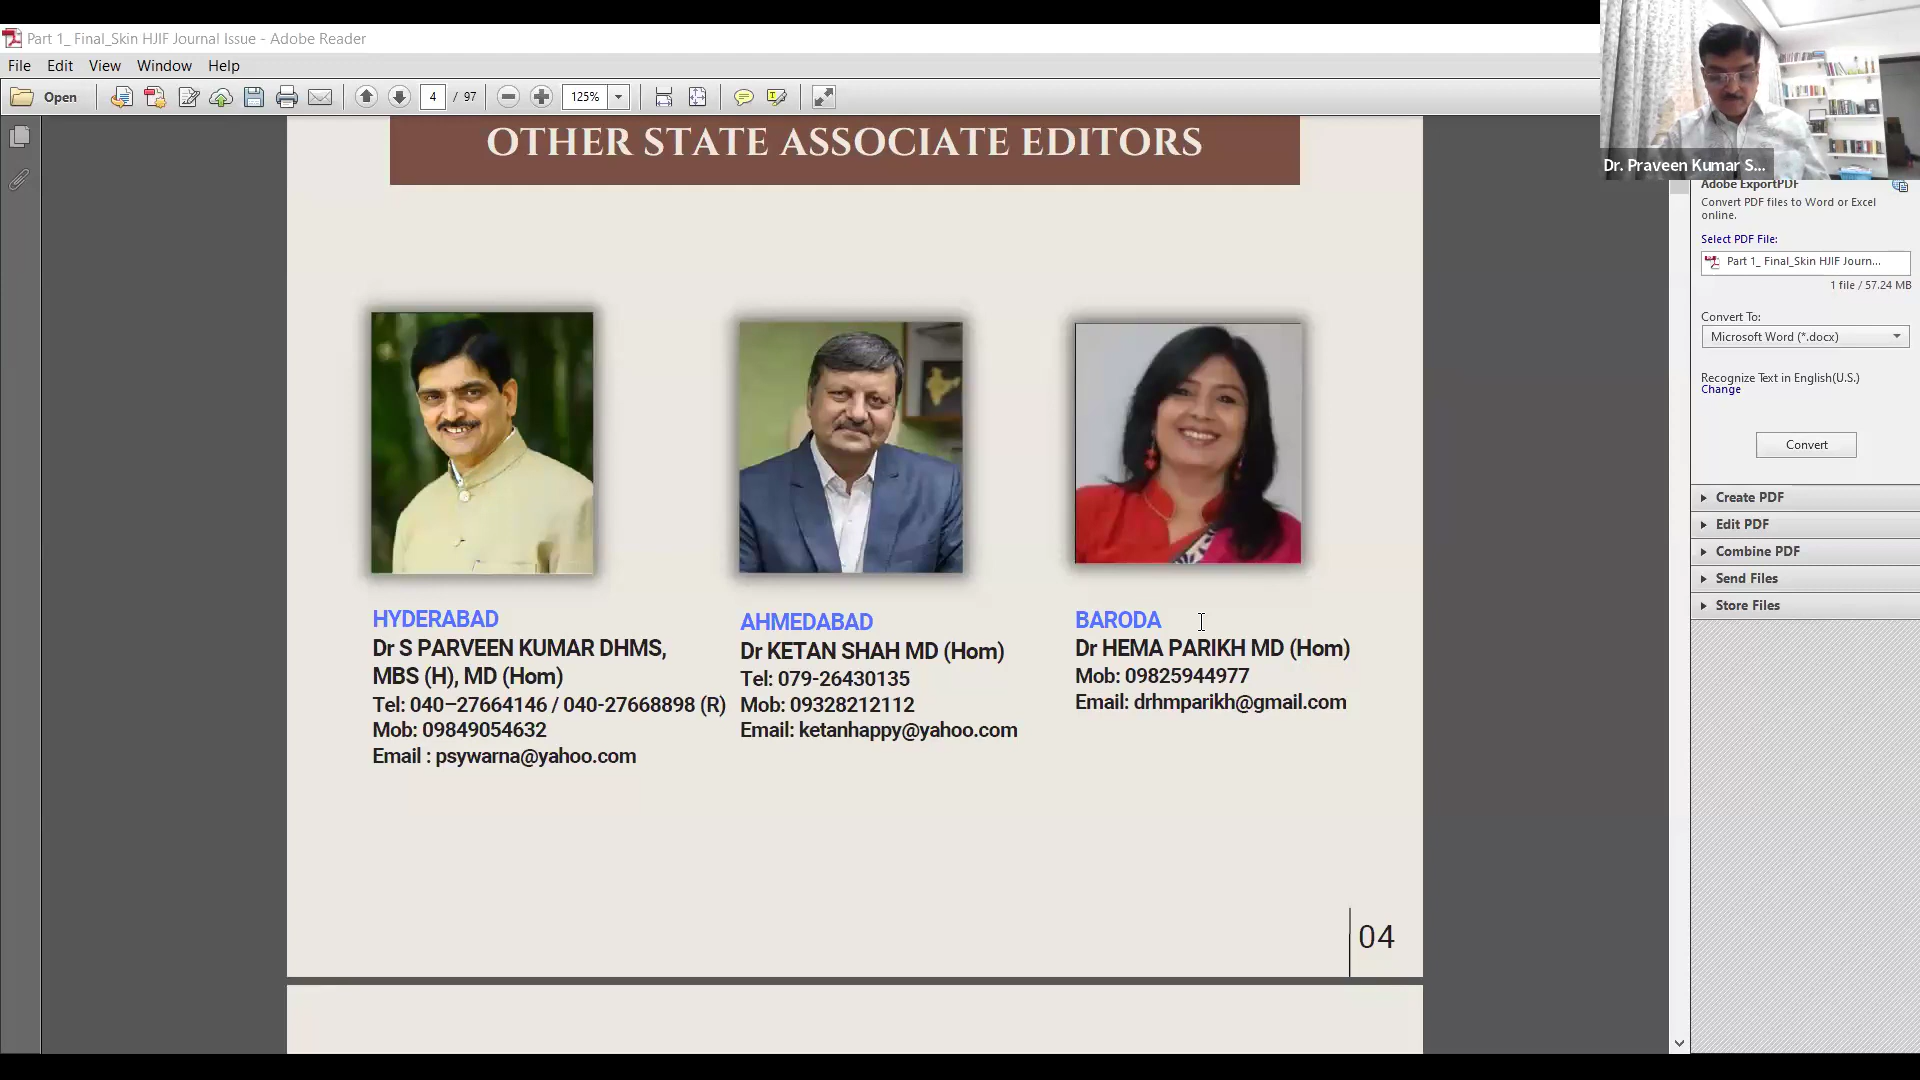 Part 1_ Final_Skin HJIF Journal Issue - Adobe Reader
File Edit View Window Help
Open 4 / 97 125%
Dr. Praveen Kumar S...
OTHER STATE ASSOCIATE EDITORS
HYDERABAD
Dr S PARVEEN KUMAR DHMS,
MBS (H), MD (Hom)
Tel: 040–27664146 / 040-27668898 (R)
Mob: 09849054632
Email : psywarna@yahoo.com
AHMEDABAD
Dr KETAN SHAH MD (Hom)
Tel: 079-26430135
Mob: 09328212112
Email: ketanhappy@yahoo.com
BARODA
Dr HEMA PARIKH MD (Hom)
Mob: 09825944977
Email: drhmparikh@gmail.com
04
Adobe ExportPDF
Convert PDF files to Word or Excel
online.
Select PDF File:
Part 1_ Final_Skin HJIF Journ...
1 file / 57.24 MB
Convert To:
Microsoft Word (*.docx)
Recognize Text in English(U.S.)
Change
Convert
Create PDF
Edit PDF
Combine PDF
Send Files
Store Files